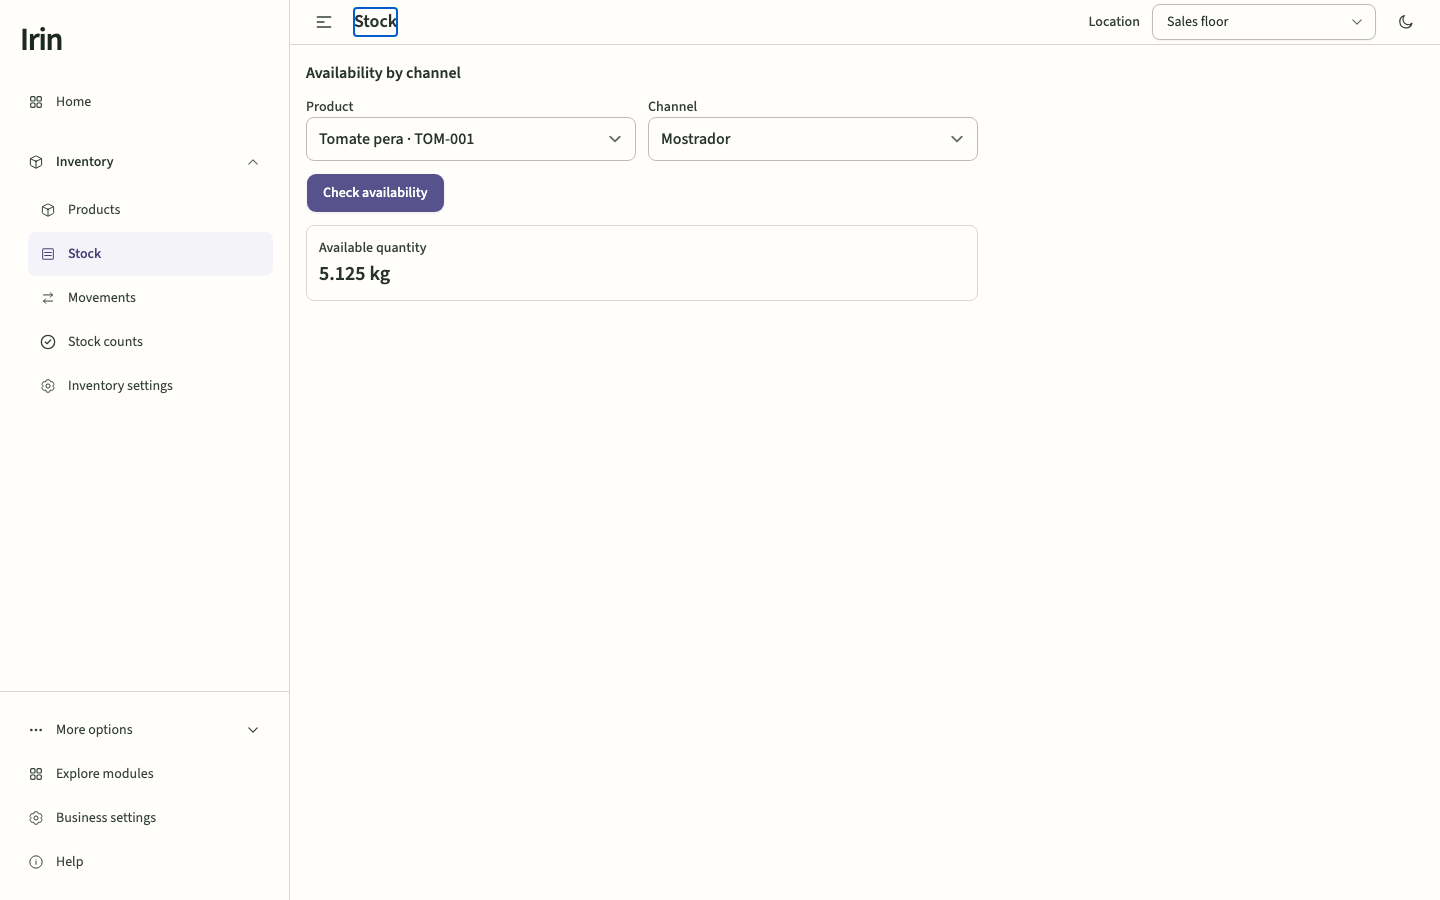 Irin
Home
Inventory
Products
Stock
Movements
Stock counts
Inventory settings
More options
Explore modules
Business settings
Help
Stock
Location
Sales floor
Availability by channel
Product
Channel
Tomate pera · TOM-001
Mostrador
Check availability
Available quantity
5.125 kg